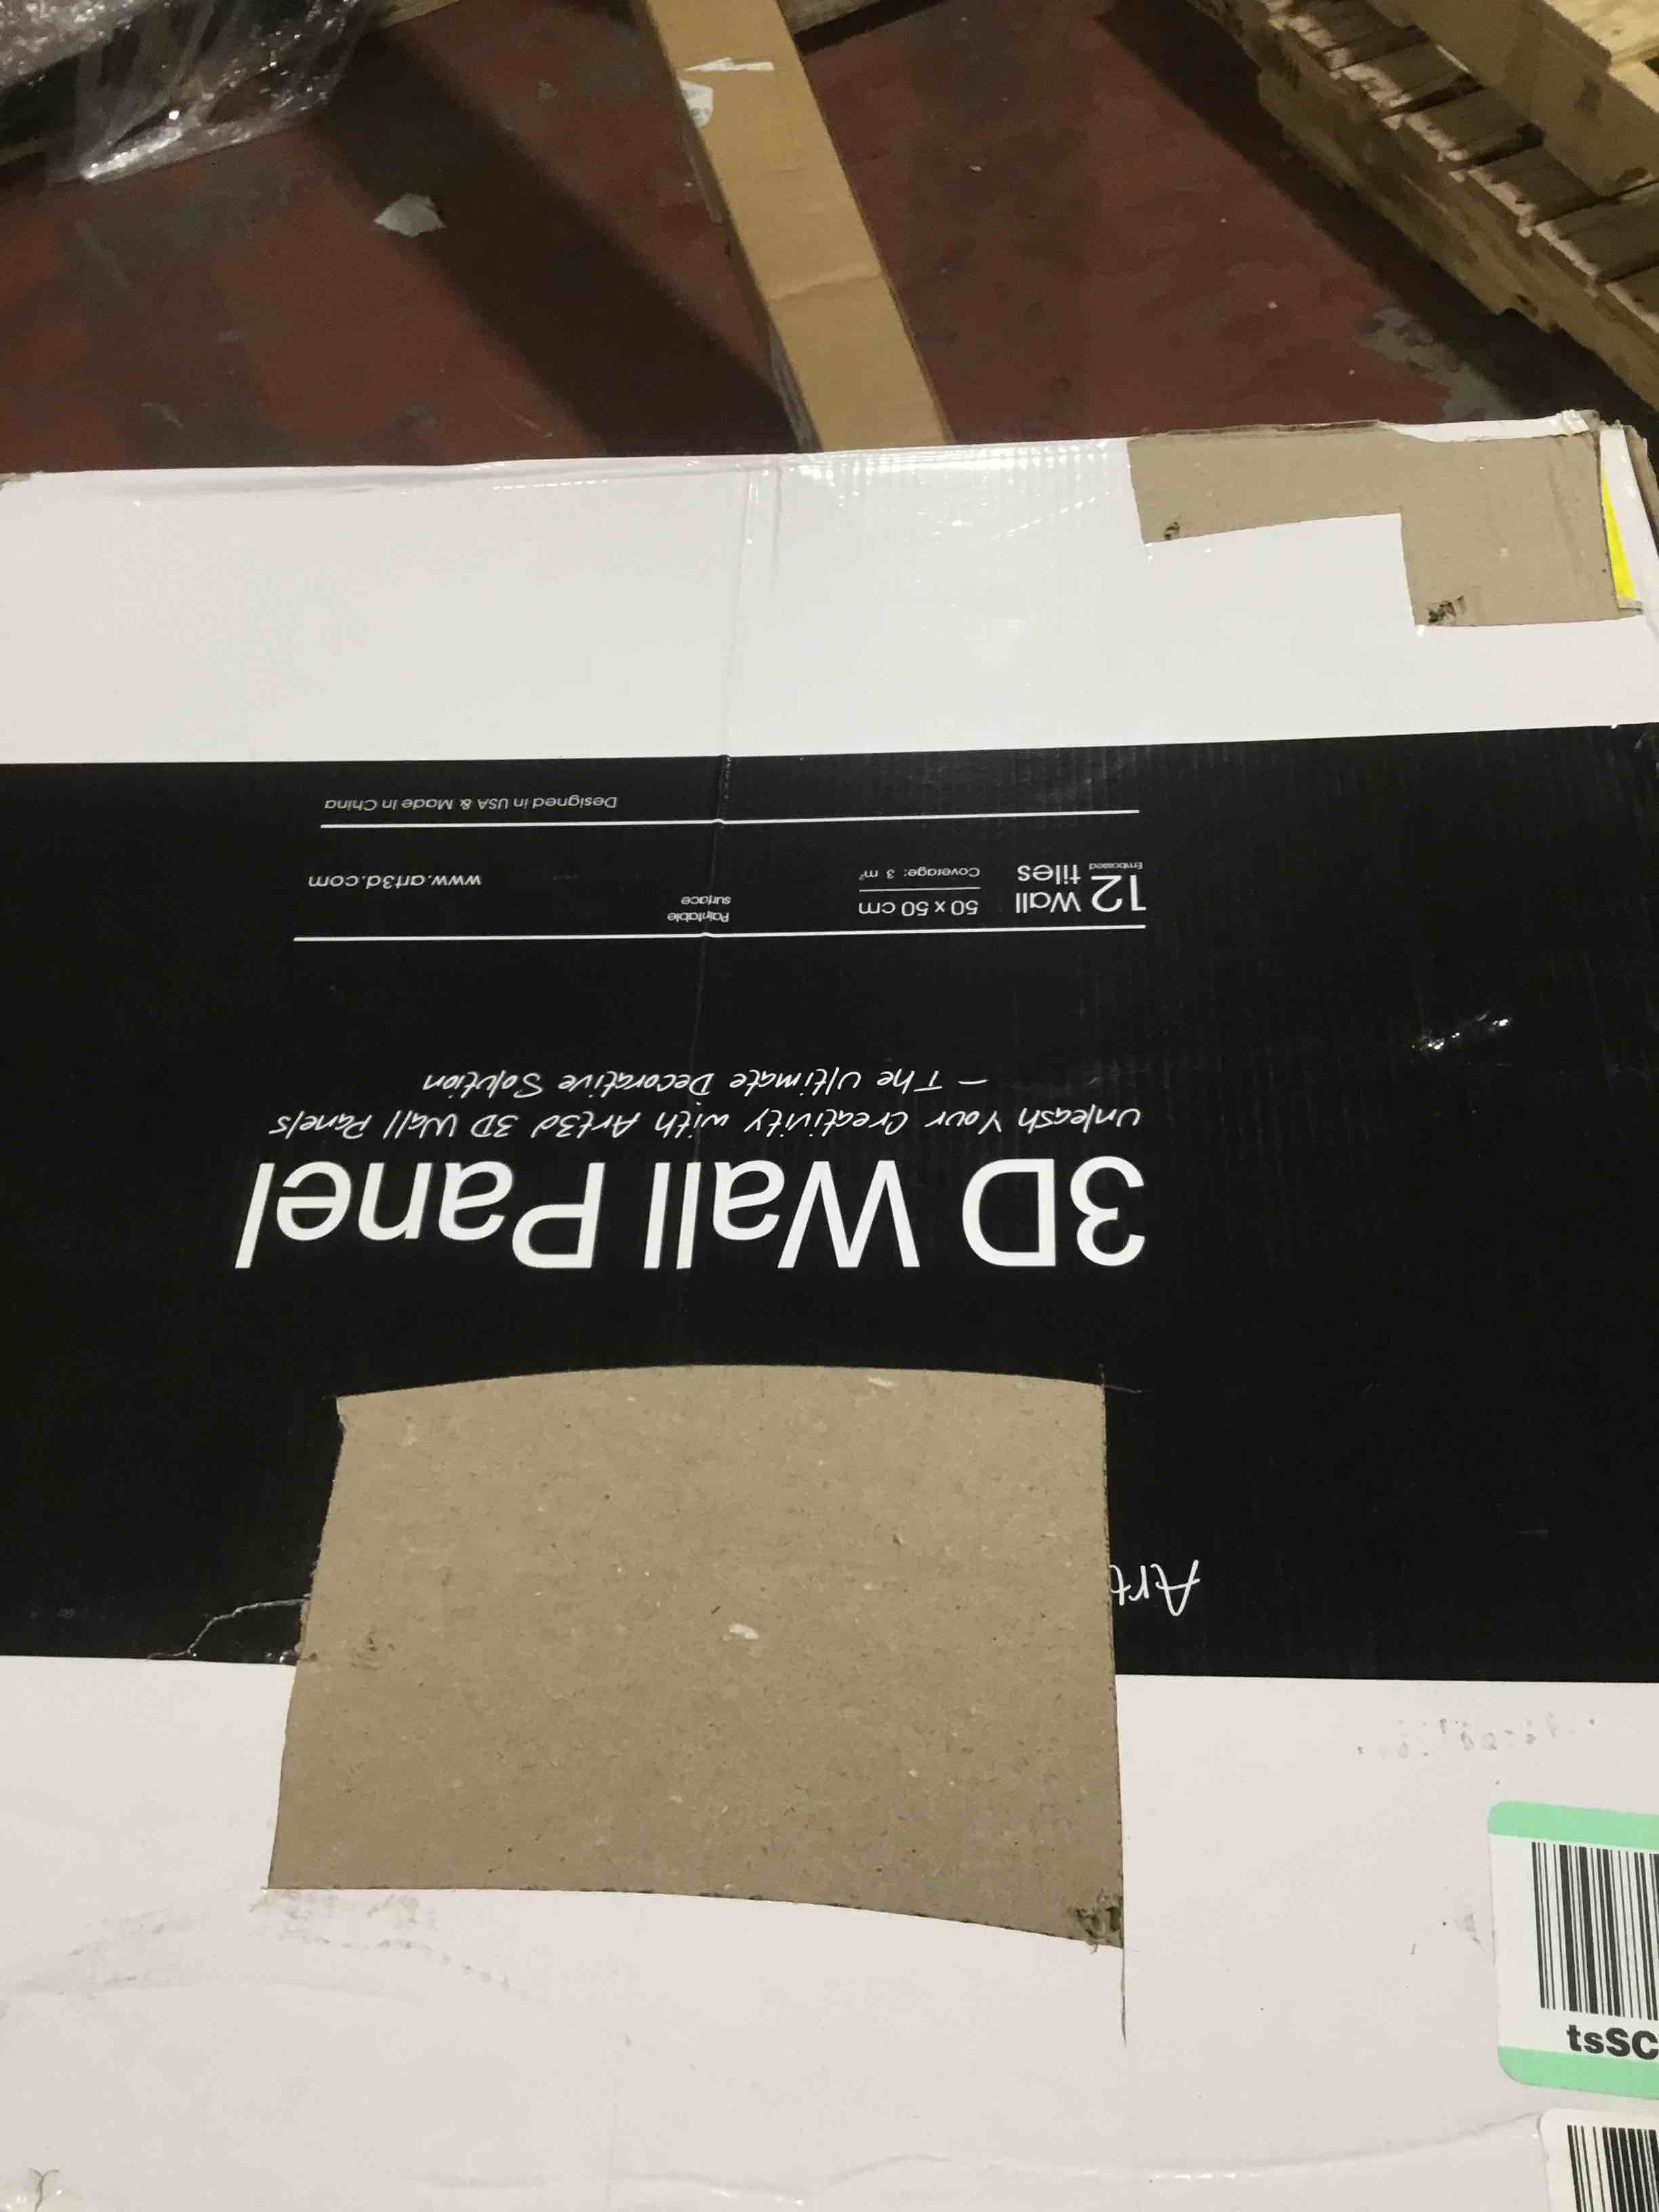 Art
3D Wall Panel
Unleash Your Creativity with Art3d 3D Wall Panels
– The Ultimate Decorative Solution
12 Wall tiles
Embossed
50 x 50 cm
Coverage: 3 m²
Paintable
surface
www.art3d.com
Designed in USA & Made in China
tsSC